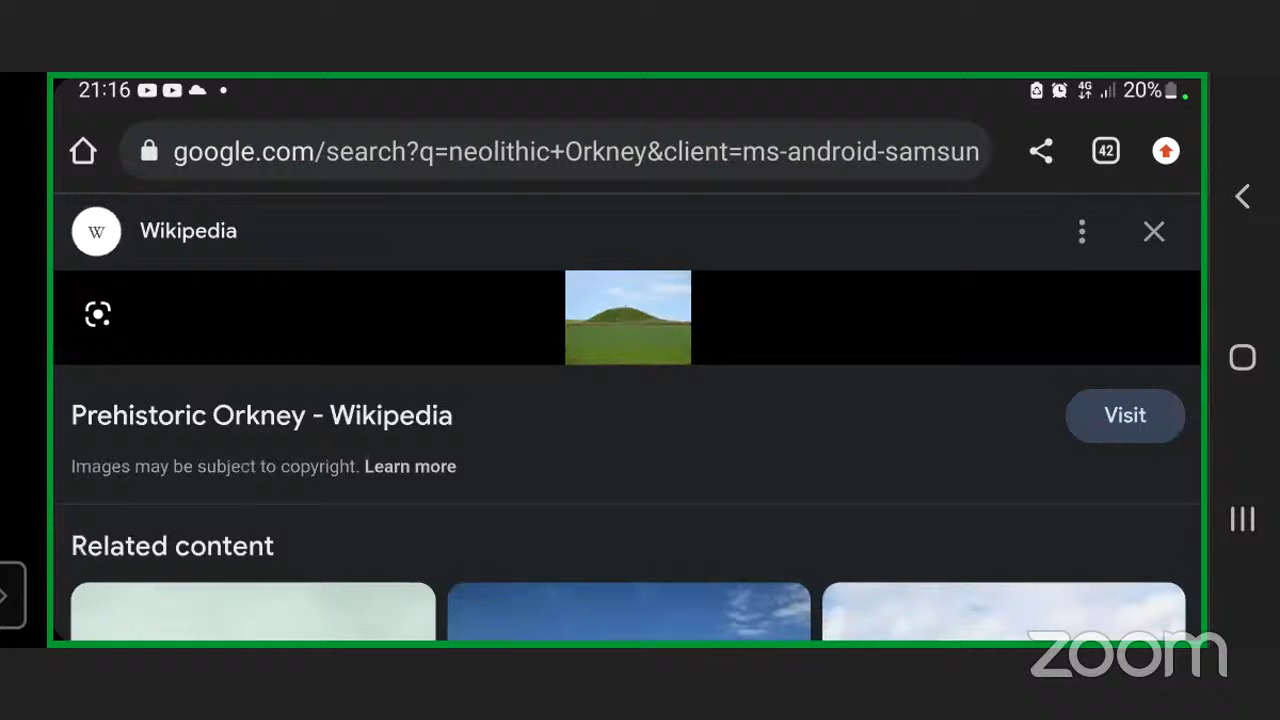 21:16 4G 20%
google.com/search?q=neolithic+Orkney&client=ms-android-samsun
42
W Wikipedia
Prehistoric Orkney - Wikipedia
Visit
Images may be subject to copyright. Learn more
Related content
zoom